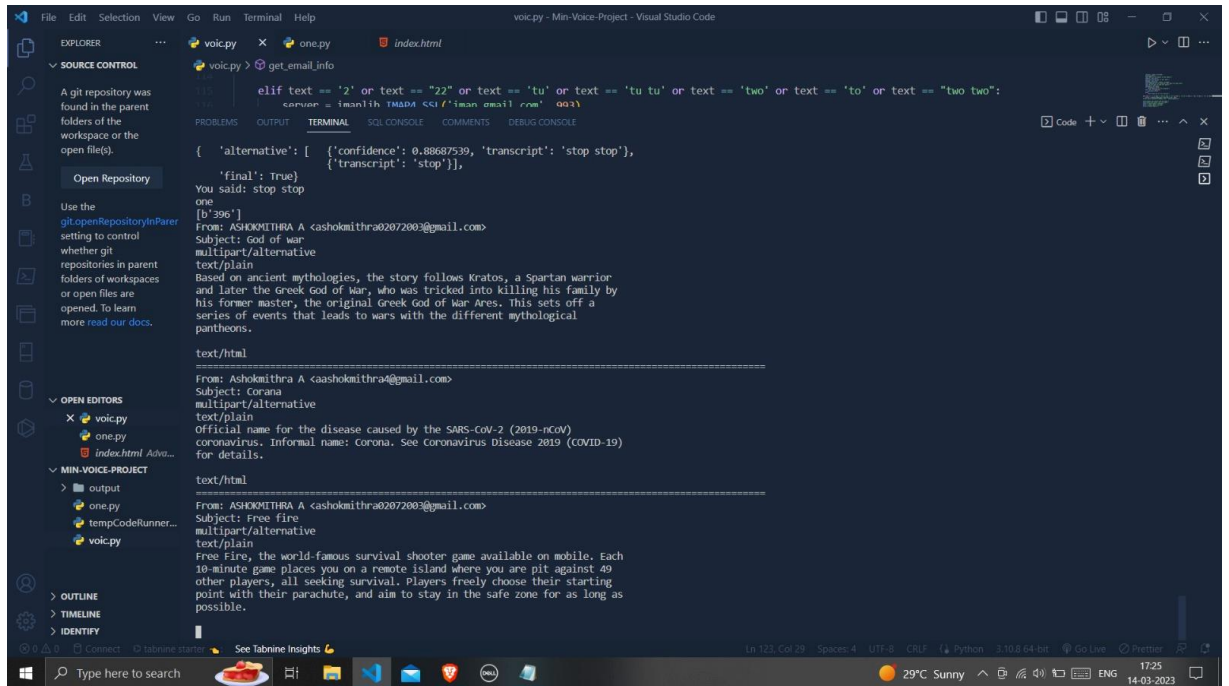 File Edit Selection View Go Run Terminal Help
voic.py - Min-Voice-Project - Visual Studio Code
EXPLORER
SOURCE CONTROL
A git repository was
found in the parent
folders of the
workspace or the
open file(s).
Open Repository
Use the
git.openRepositoryInParer
setting to control
whether git
repositories in parent
folders of workspaces
or open files are
opened. To learn
more read our docs.
OPEN EDITORS
voic.py
one.py
index.html Adva...
MIN-VOICE-PROJECT
output
one.py
tempCodeRunner...
voic.py
OUTLINE
TIMELINE
IDENTIFY
voic.py one.py index.html
voic.py > get_email_info
115 elif text == '2' or text == "22" or text == 'tu' or text == 'tu tu' or text == 'two' or text == 'to' or text == "two two":
server = imaplib.IMAP4_SSL('imap.gmail.com', 993)
PROBLEMS OUTPUT TERMINAL SQL CONSOLE COMMENTS DEBUG CONSOLE
Code
{ 'alternative': [ {'confidence': 0.88687539, 'transcript': 'stop stop'},
{'transcript': 'stop'}],
'final': True}
You said: stop stop
one
[b'396']
From: ASHOKMITHRA A <ashokmithra02072003@gmail.com>
Subject: God of war
multipart/alternative
text/plain
Based on ancient mythologies, the story follows Kratos, a Spartan warrior
and later the Greek God of War, who was tricked into killing his family by
his former master, the original Greek God of War Ares. This sets off a
series of events that leads to wars with the different mythological
pantheons.
text/html
================================================================================
From: Ashokmithra A <aashokmithra4@gmail.com>
Subject: Corana
multipart/alternative
text/plain
Official name for the disease caused by the SARS-CoV-2 (2019-nCoV)
coronavirus. Informal name: Corona. See Coronavirus Disease 2019 (COVID-19)
for details.
text/html
================================================================================
From: ASHOKMITHRA A <ashokmithra02072003@gmail.com>
Subject: Free fire
multipart/alternative
text/plain
Free Fire, the world-famous survival shooter game available on mobile. Each
10-minute game places you on a remote island where you are pit against 49
other players, all seeking survival. Players freely choose their starting
point with their parachute, and aim to stay in the safe zone for as long as
possible.
0 0 Connect tabnine starter See Tabnine Insights
Ln 123, Col 29 Spaces: 4 UTF-8 CRLF Python 3.10.8 64-bit Go Live Prettier
Type here to search
DELL
29°C Sunny ENG
17:25
14-03-2023